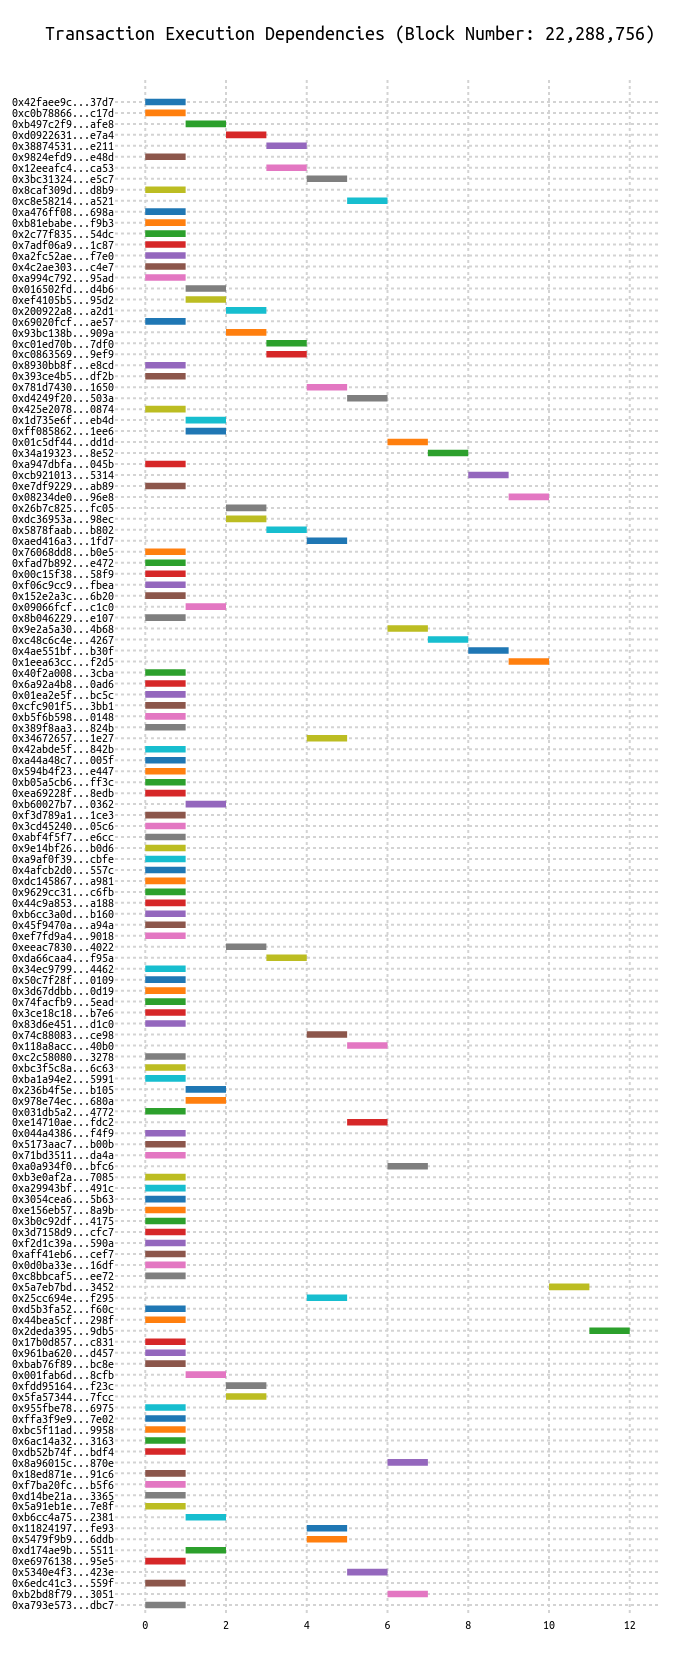 Transaction Execution Dependencies (Block Number: 22,288,756)
0x42faee9c...37d7
0xc0b78866...c17d
0xb497c2f9...afe8
0xd0922631...e7a4
0x38874531...e211
0x9824efd9...e48d
0x12eeafc4...ca53
0x3bc31324...e5c7
0x8caf309d...d8b9
0xc8e58214...a521
0xa476ff08...698a
0xb81ebabe...f9b3
0x2c77f835...54dc
0x7adf06a9...1c87
0xa2fc52ae...f7e0
0x4c2ae303...c4e7
0xa994c792...95ad
0x016502fd...d4b6
0xef4105b5...95d2
0x200922a8...a2d1
0x69020fcf...ae57
0x93bc138b...909a
0xc01ed70b...7df0
0xc0863569...9ef9
0x8930bb8f...e8cd
0x393ce4b5...df2b
0x781d7430...1650
0xd4249f20...503a
0x425e2078...0874
0x1d735e6f...eb4d
0xff085862...1ee6
0x01c5df44...dd1d
0x34a19323...8e52
0xa947dbfa...045b
0xcb921013...5314
0xe7df9229...ab89
0x08234de0...96e8
0x26b7c825...fc05
0xdc36953a...98ec
0x5878faab...b802
0xaed416a3...1fd7
0x76068dd8...b0e5
0xfad7b892...e472
0x00c15f38...58f9
0xf06c9cc9...fbea
0x152e2a3c...6b20
0x09066fcf...c1c0
0x8b046229...e107
0x9e2a5a30...4b68
0xc48c6c4e...4267
0x4ae551bf...b30f
0x1eea63cc...f2d5
0x40f2a008...3cba
0x6a92a4b8...0ad6
0x01ea2e5f...bc5c
0xcfc901f5...3bb1
0xb5f6b598...0148
0x389f8aa3...824b
0x34672657...1e27
0x42abde5f...842b
0xa44a48c7...005f
0x594b4f23...e447
0xb05a5cb6...ff3c
0xea69228f...8edb
0xb60027b7...0362
0xf3d789a1...1ce3
0x3cd45240...05c6
0xabf4f5f7...e6cc
0x9e14bf26...b0d6
0xa9af0f39...cbfe
0x4afcb2d0...557c
0xdc145867...a981
0x9629cc31...c6fb
0x44c9a853...a188
0xb6cc3a0d...b160
0x45f9470a...a94a
0xef7fd9a4...9018
0xeeac7830...4022
0xda66caa4...f95a
0x34ec9799...4462
0x50c7f28f...0109
0x3d67ddbb...0d19
0x74facfb9...5ead
0x3ce18c18...b7e6
0x83d6e451...d1c0
0x74c88083...ce98
0x118a8acc...40b0
0xc2c58080...3278
0xbc3f5c8a...6c63
0xba1a94e2...5991
0x236b4f5e...b105
0x978e74ec...680a
0x031db5a2...4772
0xe14710ae...fdc2
0x044a4386...f4f9
0x5173aac7...b00b
0x71bd3511...da4a
0xa0a934f0...bfc6
0xb3e0af2a...7085
0xa29943bf...491c
0x3054cea6...5b63
0xe156eb57...8a9b
0x3b0c92df...4175
0x3d7158d9...cfc7
0xf2d1c39a...590a
0xaff41eb6...cef7
0x0d0ba33e...16df
0xc8bbcaf5...ee72
0x5a7eb7bd...3452
0x25cc694e...f295
0xd5b3fa52...f60c
0x44bea5cf...298f
0x2deda395...9db5
0x17b0d857...c831
0x961ba620...d457
0xbab76f89...bc8e
0x001fab6d...8cfb
0xfdd95164...f23c
0x5fa57344...7fcc
0x955fbe78...6975
0xffa3f9e9...7e02
0xbc5f11ad...9958
0x6ac14a32...3163
0xdb52b74f...bdf4
0x8a96015c...870e
0x18ed871e...91c6
0xf7ba20fc...b5f6
0xd14be21a...3365
0x5a91eb1e...7e8f
0xb6cc4a75...2381
0x11824197...fe93
0x5479f9b9...6ddb
0xd174ae9b...5511
0xe6976138...95e5
0x5340e4f3...423e
0x6edc41c3...559f
0xb2bd8f79...3051
0xa793e573...dbc7
0 2 4 6 8 10 12